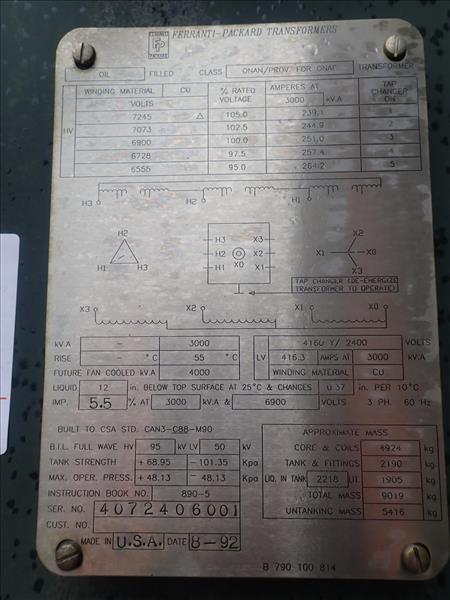 FERRANTI PACKARD FERRANTI-PACKARD TRANSFORMERS
OIL FILLED CLASS ONAN/PROV. FOR ONAF TRANSFORMER
WINDING MATERIAL CU % RATED VOLTAGE AMPERES AT 3000 kV.A TAP CHANGER ON
VOLTS
7245 △ 105.0 239.1 1
7073 102.5 244.9 2
HV 6900 100.0 251.0 3
6728 97.5 257.4 4
6555 95.0 264.2 5
H3 H2 H1
H2 H1 H3
H3 X3
H2 X0 X2
H1 X1
X2 X1 X0 X3
TAP CHANGER (DE-ENERGIZE TRANSFORMER TO OPERATE)
X3 X2 X1 X0
kV.A - 3000 4160 Y/ 2400 VOLTS
RISE - °C 55 °C LV 416.3 AMPS AT 3000 kV.A
FUTURE FAN COOLED kV.A 4000 WINDING MATERIAL CU
LIQUID 12 in. BELOW TOP SURFACE AT 25°C & CHANGES 0.37 in. PER 10°C
IMP. 5.5 % AT 3000 kV.A & 6900 VOLTS 3 PH. 60 Hz
BUILT TO CSA STD. CAN3-C88-M90
B.I.L. FULL WAVE HV 95 kV LV 50 kV
TANK STRENGTH + 68.95 - 101.35 Kpa
MAX. OPER. PRESS. + 48.13 - 48.13 Kpa
INSTRUCTION BOOK NO. 890-5
SER. NO. 4072406001
CUST. NO.
MADE IN U.S.A. DATE 8-92
APPROXIMATE MASS
CORE & COILS 4924 kg
TANK & FITTINGS 2190 kg
LIQ. IN TANK 2218 lit. 1905 kg
TOTAL MASS 9019 kg
UNTANKING MASS 5416 kg
B 790 100 814